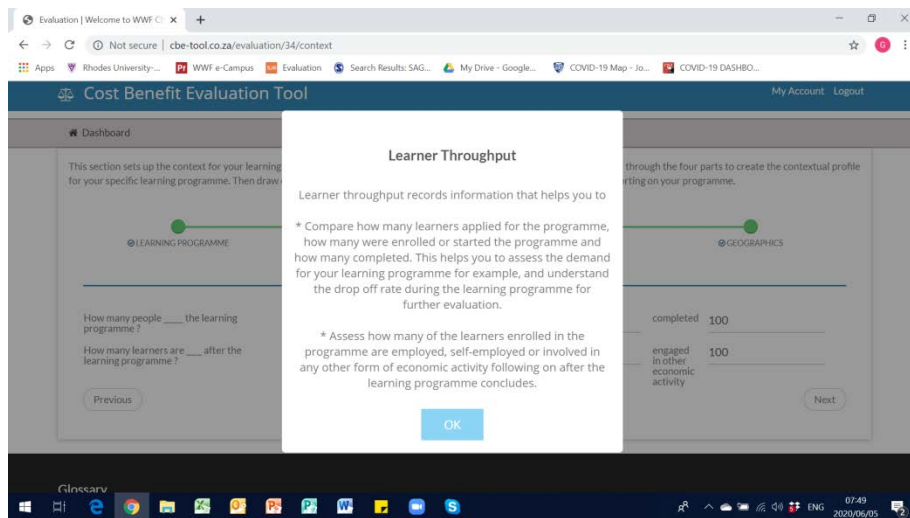 Evaluation | Welcome to WWF C
Not secure | cbe-tool.co.za/evaluation/34/context
G
Apps Rhodes University-... WWF e-Campus Evaluation Search Results: SAG... My Drive - Google... COVID-19 Map - Jo... COVID-19 DASHBO...
Cost Benefit Evaluation Tool My Account Logout
Dashboard
This section sets up the context for your learning through the four parts to create the contextual profile
for your specific learning programme. Then draw rting on your programme.
LEARNING PROGRAMME GEOGRAPHICS
Learner Throughput
Learner throughput records information that helps you to
* Compare how many learners applied for the programme,
how many were enrolled or started the programme and
how many completed. This helps you to assess the demand
for your learning programme for example, and understand
the drop off rate during the learning programme for
further evaluation.
* Assess how many of the learners enrolled in the
programme are employed, self-employed or involved in
any other form of economic activity following on after the
learning programme concludes.
OK
How many people ____ the learning
programme ?
completed 100
How many learners are ___ after the
learning programme ?
engaged
in other
economic
activity
100
Previous Next
Glossary
ENG
07:49
2020/06/05